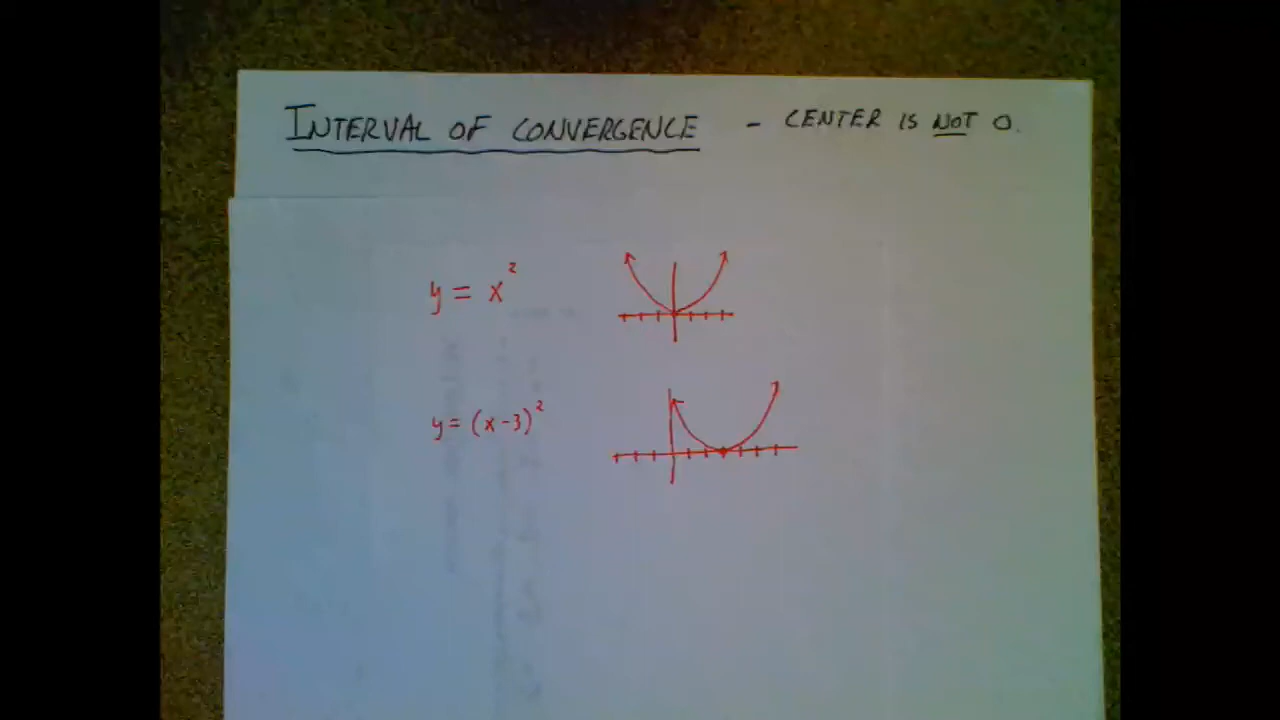 INTERVAL OF CONVERGENCE - CENTER IS NOT 0.
y = x²
y = (x-3)²